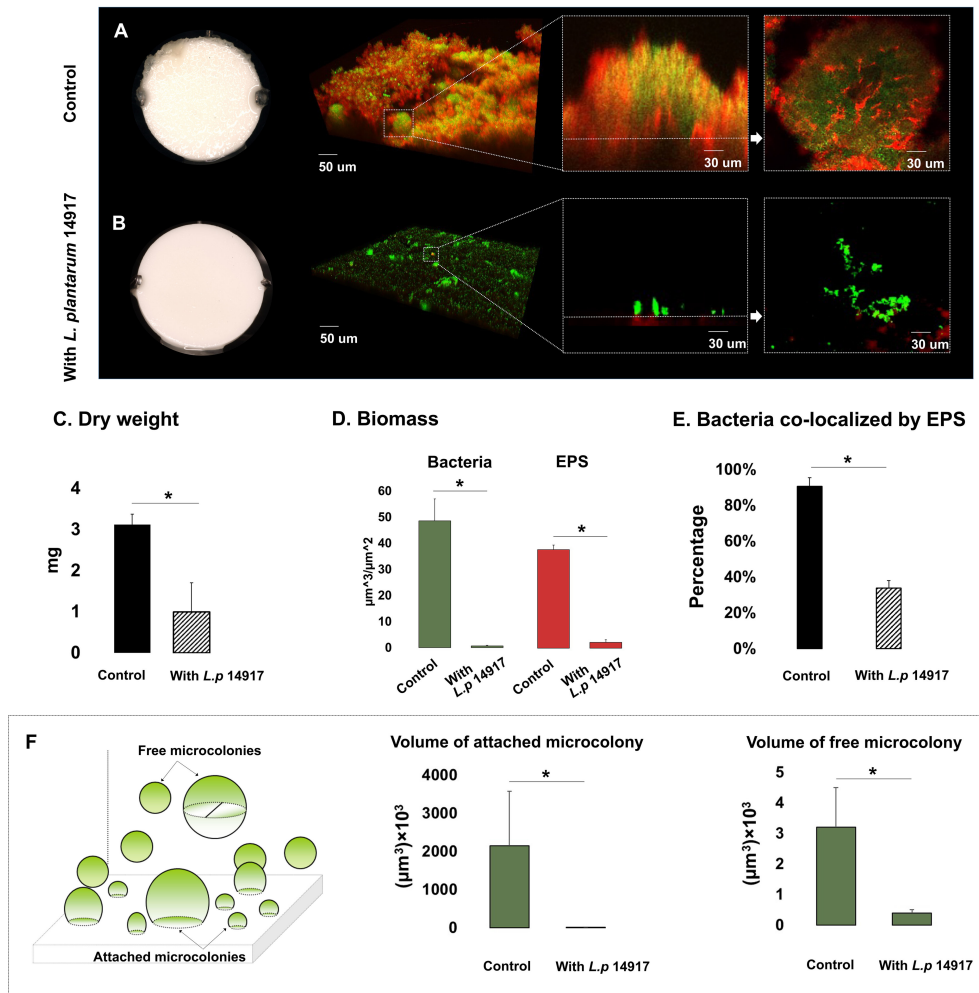 A
Control
50 um
30 um
30 um
B
With L. plantarum 14917
50 um
30 um
30 um
C. Dry weight
4
3
2
1
0
mg
*
Control
With L.p 14917
D. Biomass
Bacteria
EPS
60
50
40
30
20
10
0
µm^3/µm^2
*
*
Control
With
L.p 14917
Control
With
L.p 14917
E. Bacteria co-localized by EPS
100%
80%
60%
40%
20%
0%
Percentage
*
Control
With L.p 14917
F
Free microcolonies
Attached microcolonies
Volume of attached microcolony
4000
3000
2000
1000
0
(µm³)×10³
*
Control
With L.p 14917
Volume of free microcolony
5
4
3
2
1
0
(µm³)×10³
*
Control
With L.p 14917